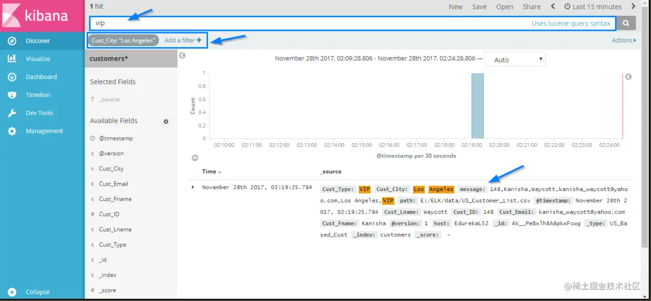 kibana
Discover
Visualize
Dashboard
Timelion
Dev Tools
Management
Collapse
1 hit
New Save Open Share Last 15 minutes
vip
Uses lucene query syntax
Cust_City: "Los Angeles" Add a filter +
Actions
customers*
Selected Fields
? _source
Available Fields
@timestamp
t @version
t Cust_City
t Cust_Email
t Cust_Fname
# Cust_ID
t Cust_Lname
t Cust_Type
t _id
t _index
# _score
November 28th 2017, 02:09:28.806 - November 28th 2017, 02:24:28.806 — Auto
Count
1
0.8
0.6
0.4
0.2
0
02:10:00 02:11:00 02:12:00 02:13:00 02:14:00 02:15:00 02:16:00 02:17:00 02:18:00 02:19:00 02:20:00 02:21:00 02:22:00 02:23:00 02:24:00
@timestamp per 30 seconds
Time _source
November 28th 2017, 02:19:25.784
Cust_Type: VIP Cust_City: Los Angeles message: 148,Kanisha,Waycott,kanisha_waycott@yaho
o.com,Los Angeles,VIP path: E:/ELK/data/US_Customer_List.csv @timestamp: November 28th 2
017, 02:19:25.784 Cust_Lname: Waycott Cust_ID: 148 Cust_Email: kanisha_waycott@yahoo.com
Cust_Fname: Kanisha @version: 1 host: EdurekaL52 _id: AV__Pe8xlh8A8pkxFcwg _type: US_B
ased_Cust _index: customers _score: -
@稀土掘金技术社区